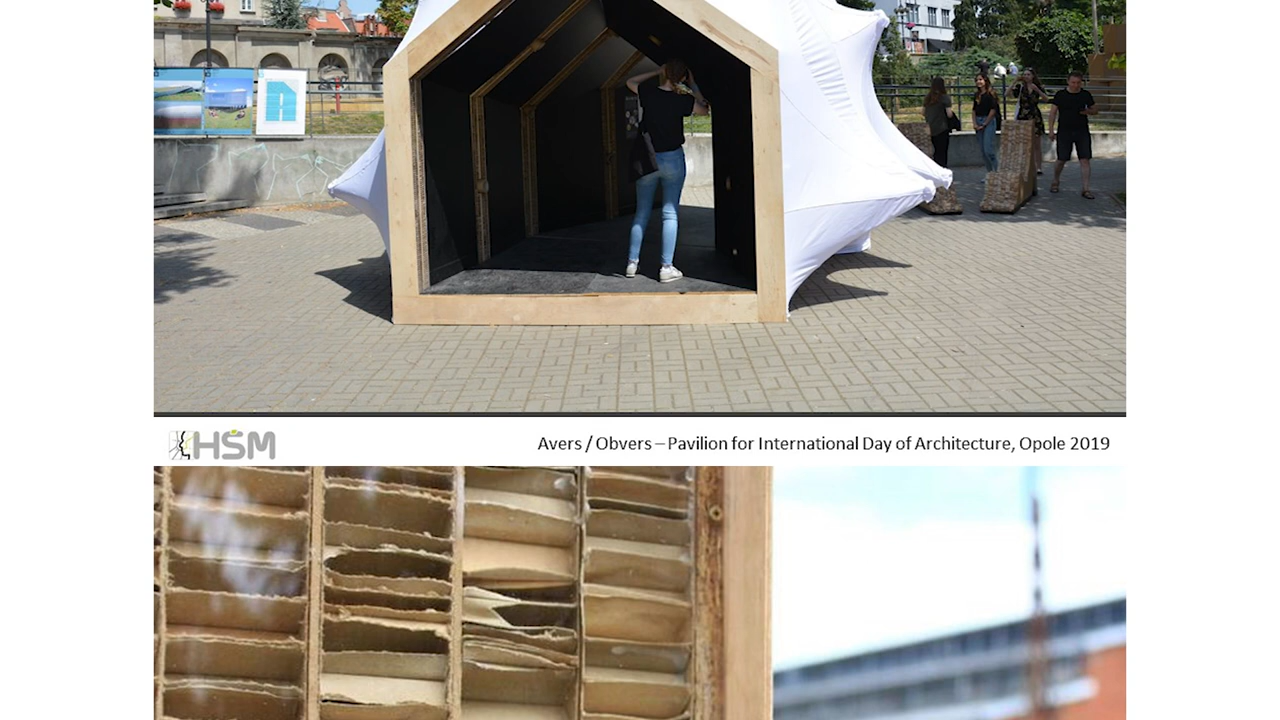 HSM
Avers / Obvers – Pavilion for International Day of Architecture, Opole 2019